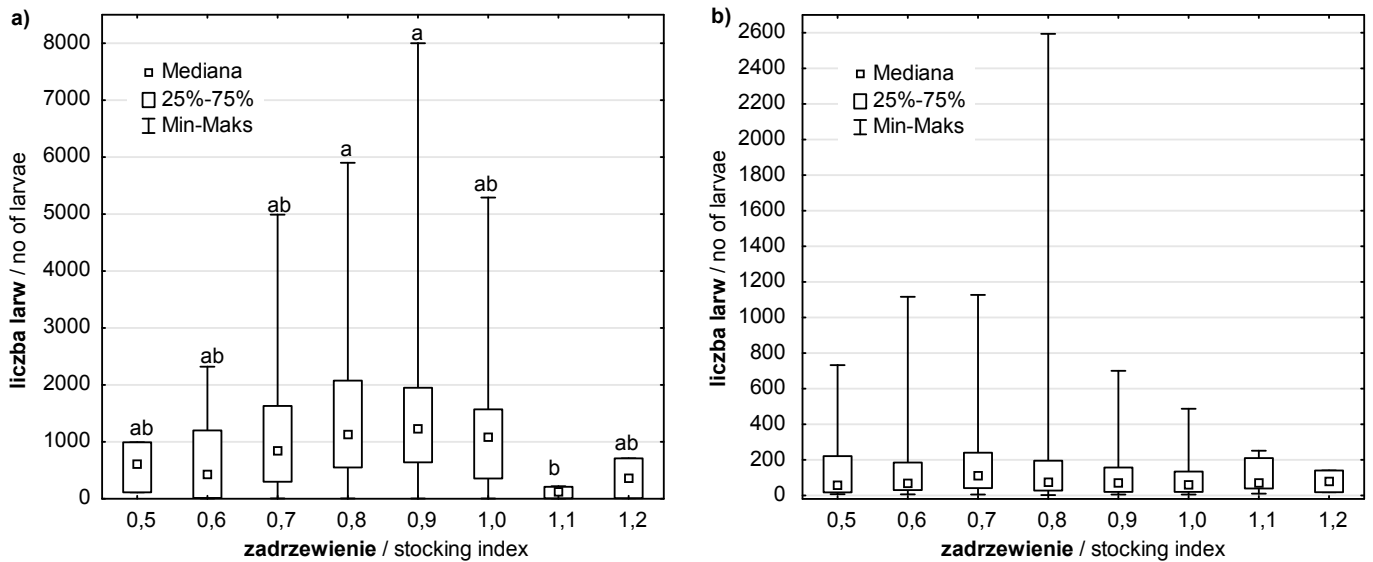 a)
liczba larw / no of larvae
8000
7000
6000
5000
4000
3000
2000
1000
0
Mediana
25%-75%
Min-Maks
ab
ab
ab
a
a
ab
b
ab
0,5 0,6 0,7 0,8 0,9 1,0 1,1 1,2
zadrzewienie / stocking index
b)
liczba larw / no of larvae
2600
2400
2200
2000
1800
1600
1400
1200
1000
800
600
400
200
0
Mediana
25%-75%
Min-Maks
0,5 0,6 0,7 0,8 0,9 1,0 1,1 1,2
zadrzewienie / stocking index